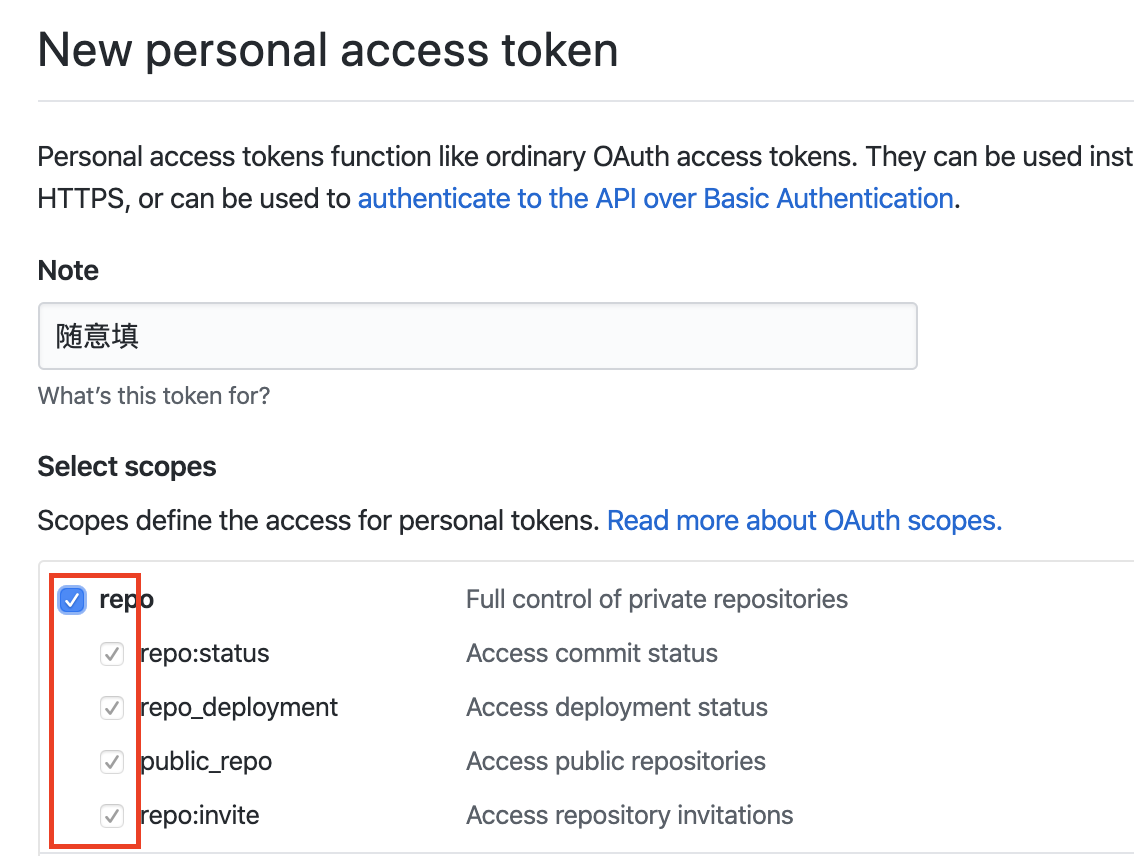 New personal access token
Personal access tokens function like ordinary OAuth access tokens. They can be used inst
HTTPS, or can be used to authenticate to the API over Basic Authentication.
Note
随意填
What's this token for?
Select scopes
Scopes define the access for personal tokens. Read more about OAuth scopes.
repo Full control of private repositories
repo:status Access commit status
repo_deployment Access deployment status
public_repo Access public repositories
repo:invite Access repository invitations